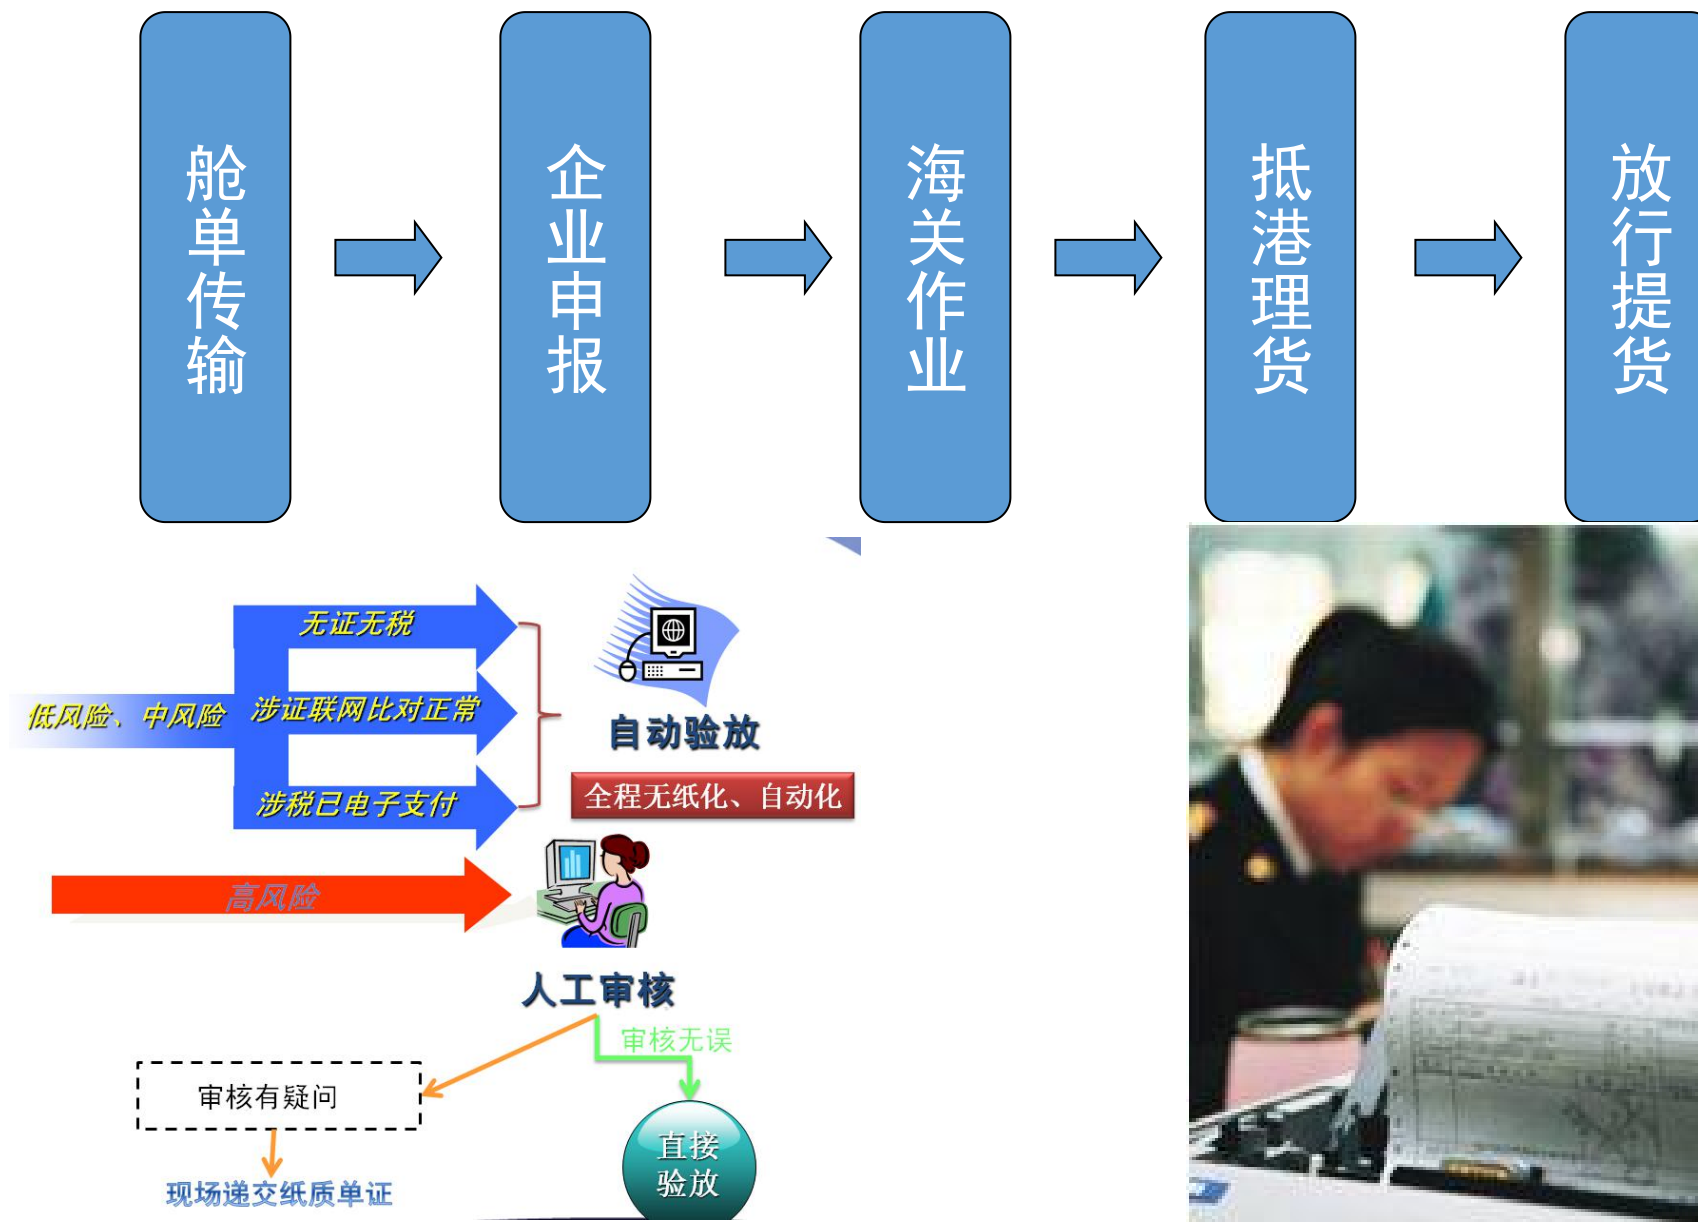 舱单传输
企业申报
海关作业
抵港理货
放行提货
无证无税
低风险、中风险
涉证联网比对正常
自动验放
涉税已电子支付
全程无纸化、自动化
高风险
人工审核
审核无误
审核有疑问
直接
验放
现场递交纸质单证